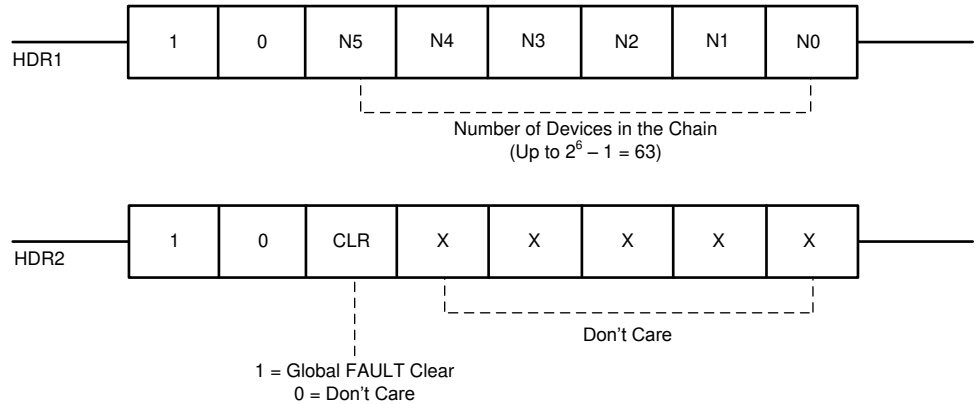 1 0 N5 N4 N3 N2 N1 N0
HDR1
Number of Devices in the Chain
(Up to 2⁶ – 1 = 63)
1 0 CLR X X X X X
HDR2
Don't Care
1 = Global FAULT Clear
0 = Don't Care